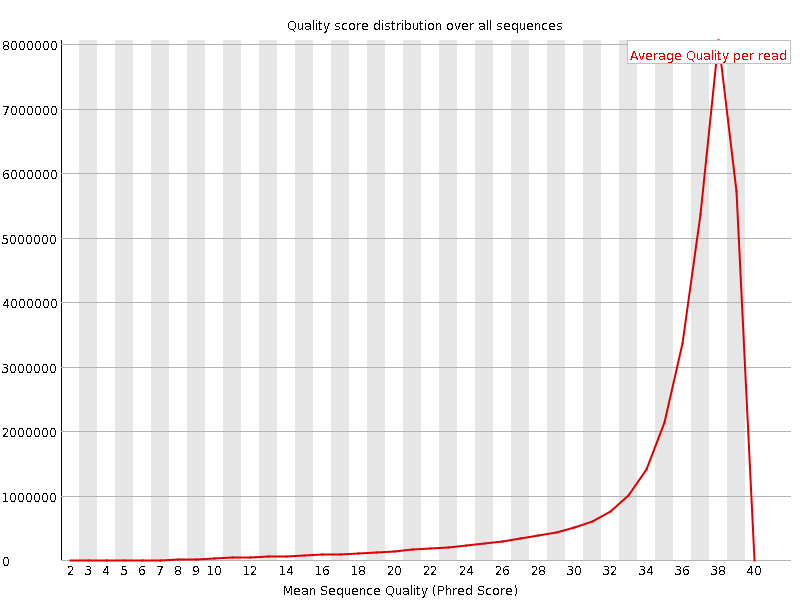 Quality score distribution over all sequences
8000000
Average Quality per read
7000000
6000000
5000000
4000000
3000000
2000000
1000000
0
2 3 4 5 6 7 8 9 10 12 14 16 18 20 22 24 26 28 30 32 34 36 38 40
Mean Sequence Quality (Phred Score)